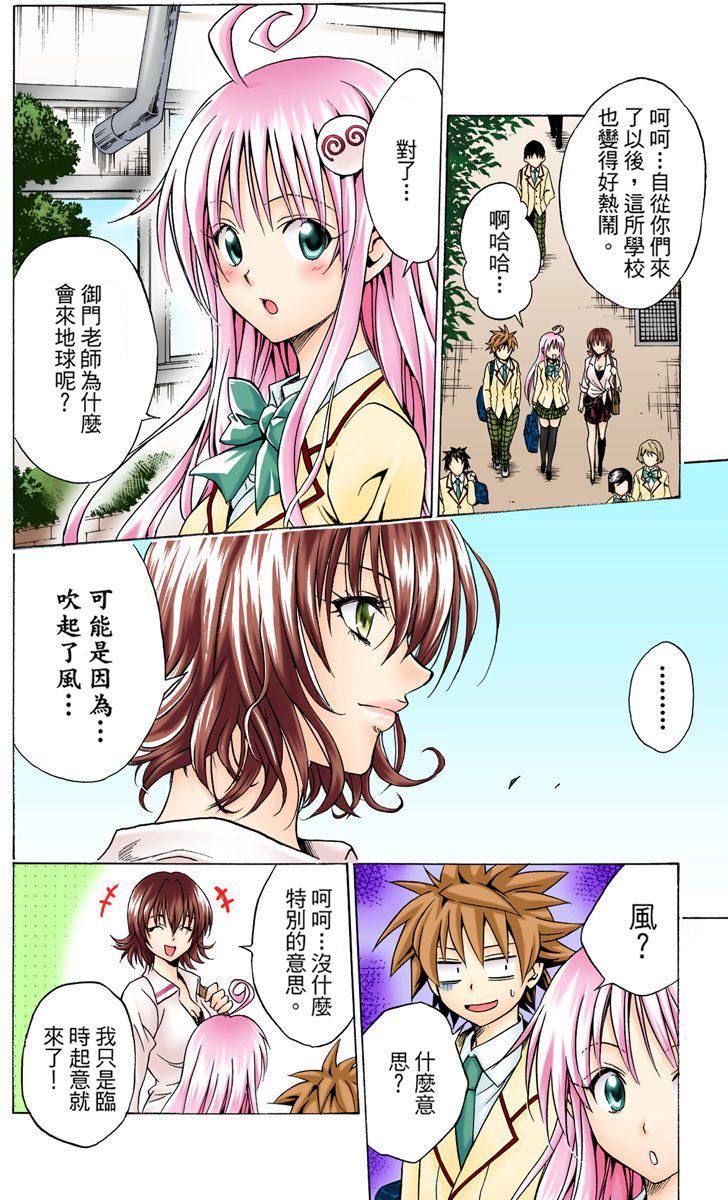 呵呵…自從你們來
了以後，這所學校
也變得好熱鬧。
啊哈哈…
對了…
御門老師為什麼
會來地球呢？
………
可能是因為…
吹起了風…
風？
什麼意
思？
呵呵…沒什麼
特別的意思。
我只是臨
時起意就
來了！